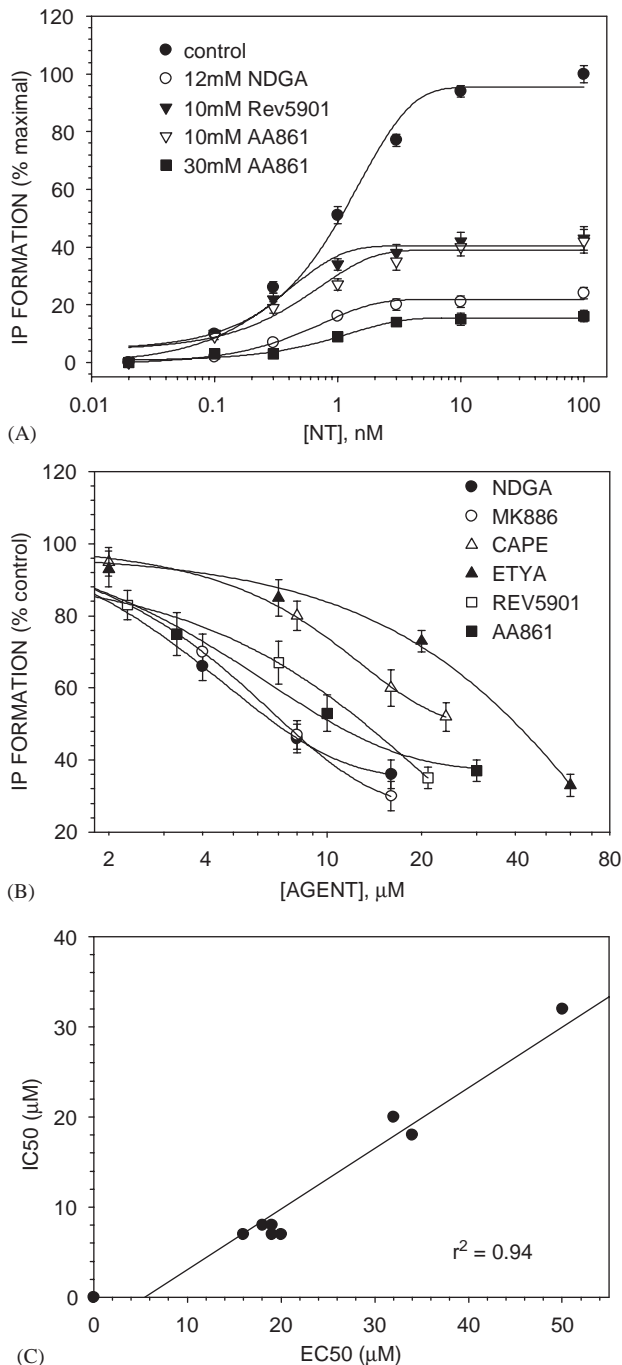 120
100
80
60
40
20
0
IP FORMATION (% maximal)
control
12mM NDGA
10mM Rev5901
10mM AA861
30mM AA861
0.01
0.1
1
10
100
[NT], nM
(A)
120
100
80
60
40
20
IP FORMATION (% control)
NDGA
MK886
CAPE
ETYA
REV5901
AA861
2
4
10
20
40
80
[AGENT], μM
(B)
40
30
20
10
0
IC50 (μM)
r² = 0.94
0
10
20
30
40
50
EC50 (μM)
(C)